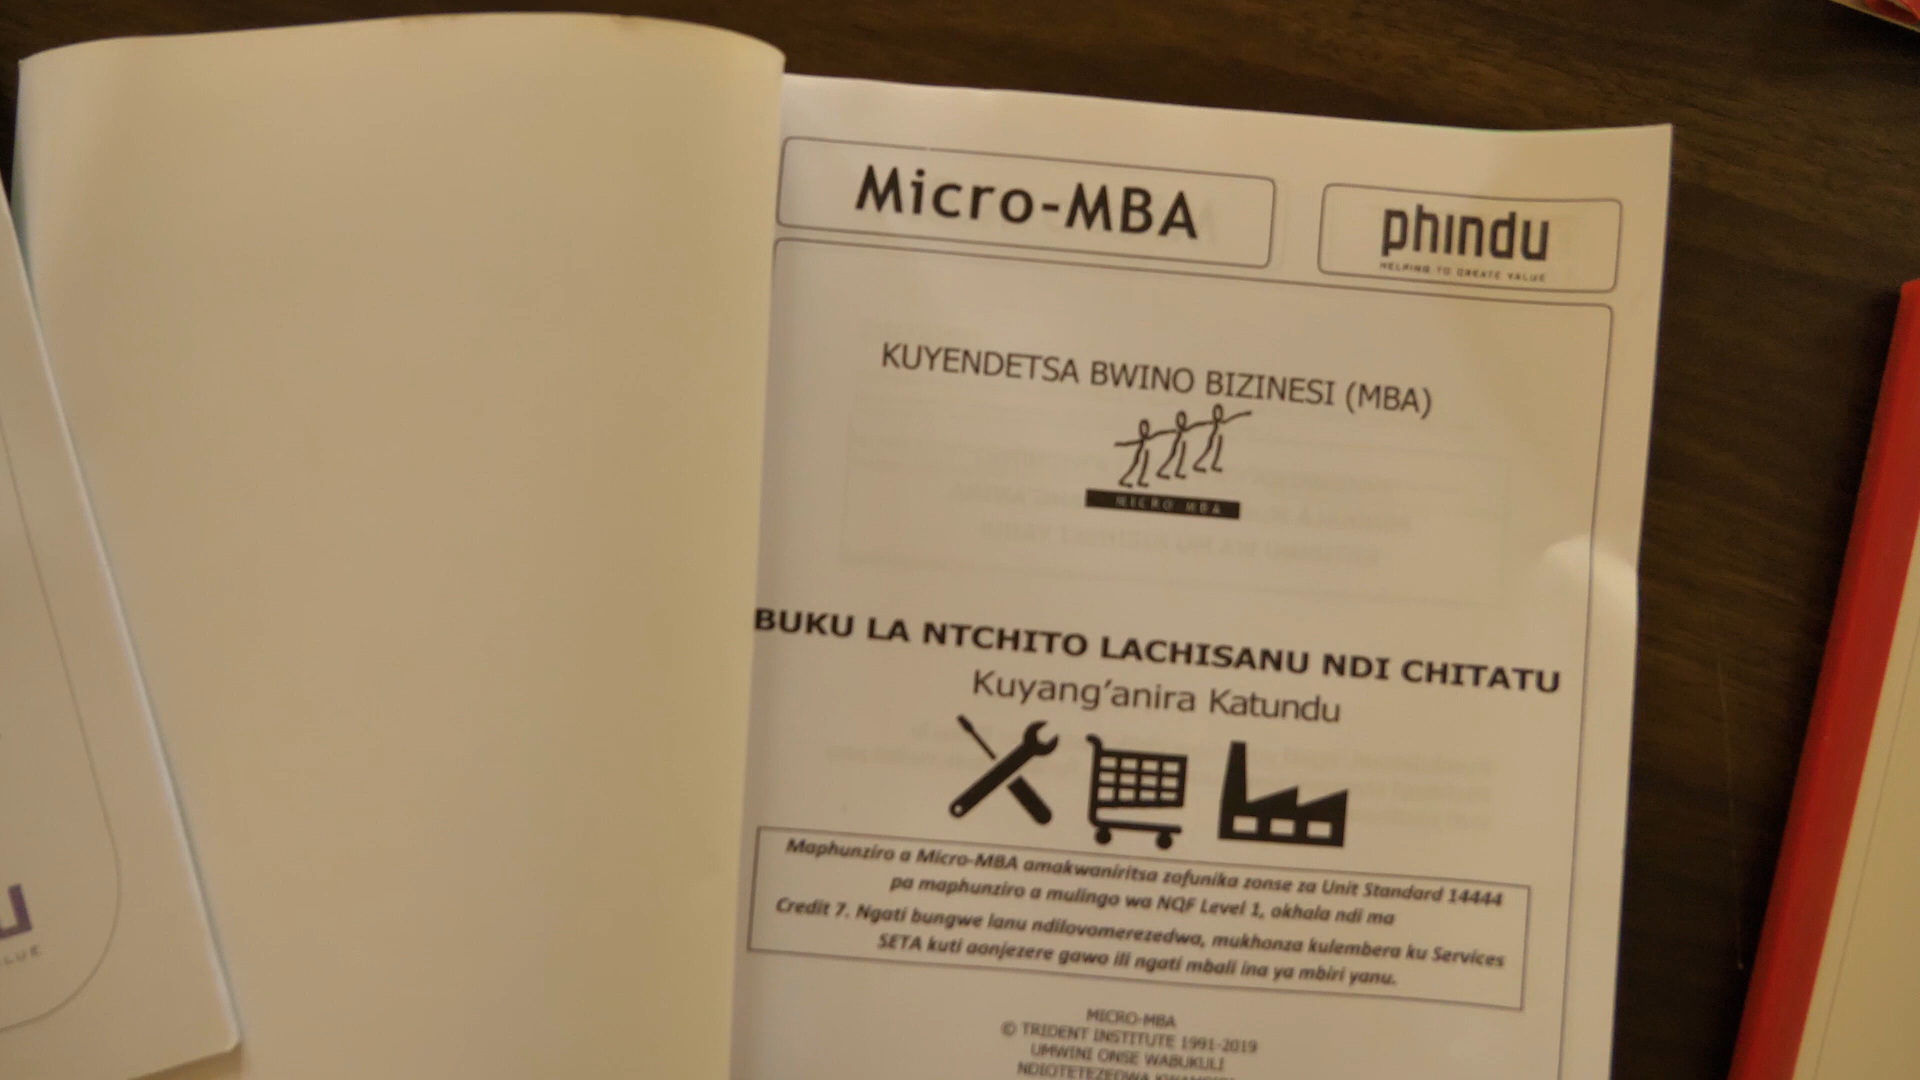 Micro-MBA
phindu
HELPING TO CREATE VALUE
KUYENDETSA BWINO BIZINESI (MBA)
MICRO MBA
BUKU LA NTCHITO LACHISANU NDI CHITATU
Kuyang'anira Katundu
Maphunziro a Micro-MBA amakwaniritsa zofunika zonse za Unit Standard 14444
pa maphunziro a mulingo wa NQF Level 1, okhala ndi ma
Credit 7. Ngati bungwe lanu ndilovomerezedwa, mukhonza kulembera ku Services
SETA kuti aonjezere gawo ili ngati mbali ina ya mbiri yanu.
MICRO-MBA
© TRIDENT INSTITUTE 1991-2019
UMWINI ONSE WABUKULI
NDIOTETEZEDWA